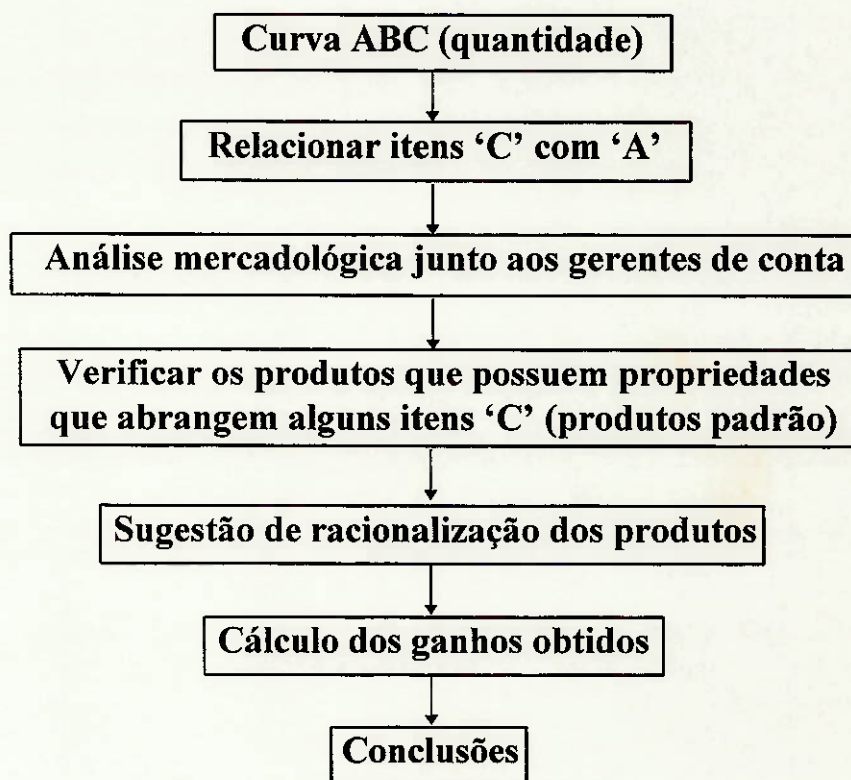 Curva ABC (quantidade)
Relacionar itens ‘C’ com ‘A’
Análise mercadológica junto aos gerentes de conta
Verificar os produtos que possuem propriedades
que abrangem alguns itens ‘C’ (produtos padrão)
Sugestão de racionalização dos produtos
Cálculo dos ganhos obtidos
Conclusões